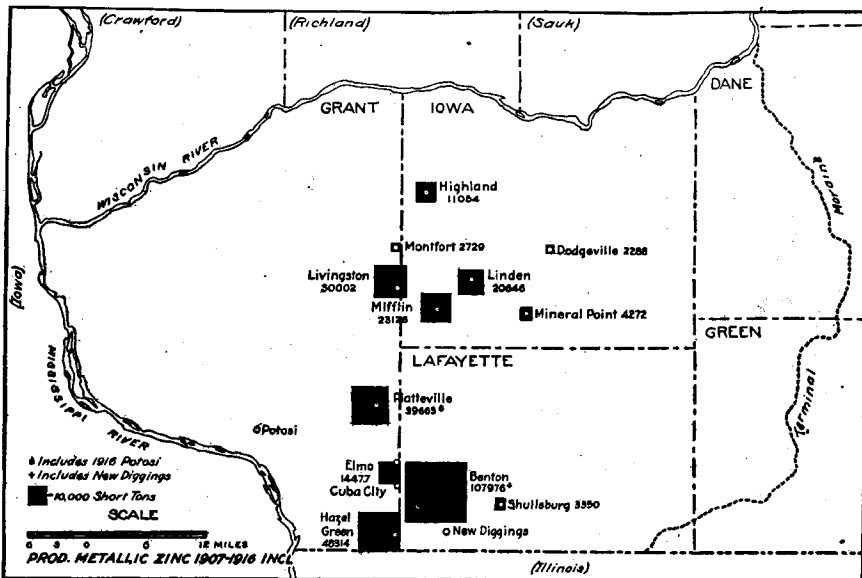 (Crawford)
(Richland)
(Sauk)
DANE
GRANT
IOWA
WISCONSIN RIVER
Moraine
Highland
11084
Montfort 2729
Dodgeville 2288
Livingston
30002
Linden
20646
(Iowa)
Mifflin
23126
Mineral Point 4272
GREEN
LAFAYETTE
MISSISSIPPI
RIVER
Platteville
39663
Potosi
Terminal
Includes 1916 Potosi
+ Includes New Diggings
Elmo
14477
Cuba City
Benton
107976+
Shullsburg 3350
-10,000 Short Tons
SCALE
Hazel
Green
48314
New Diggings
0 3 0 6 12 MILES
PROD. METALLIC ZINC 1907-1916 INCL
(Illinois)